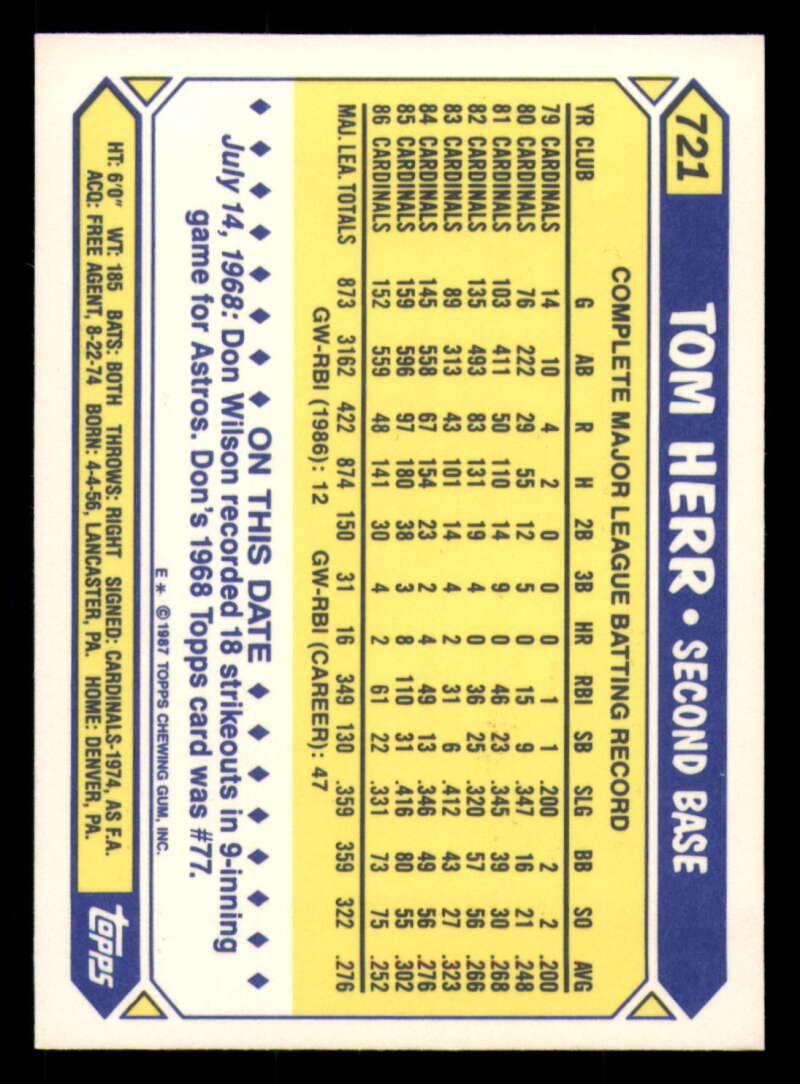 721
TOM HERR • SECOND BASE
COMPLETE MAJOR LEAGUE BATTING RECORD
YR CLUB G AB R H 2B 3B HR RBI SB SLG BB SO AVG
79 CARDINALS 14 10 4 2 0 0 0 1 1 .200 2 2 .200
80 CARDINALS 76 222 29 55 12 5 0 15 9 .347 16 21 .248
81 CARDINALS 103 411 50 110 14 9 0 46 23 .345 39 30 .268
82 CARDINALS 135 493 83 131 19 4 0 36 25 .320 57 56 .266
83 CARDINALS 89 313 43 101 14 4 2 31 6 .412 43 27 .323
84 CARDINALS 145 558 67 154 23 2 4 49 13 .346 49 56 .276
85 CARDINALS 159 596 97 180 38 3 8 110 31 .416 80 55 .302
86 CARDINALS 152 559 48 141 30 4 2 61 22 .331 73 75 .252
MAJ. LEA. TOTALS 873 3162 422 874 150 31 16 349 130 .359 359 322 .276
GW-RBI (1986): 12 GW-RBI (CAREER): 47
ON THIS DATE
July 14, 1968: Don Wilson recorded 18 strikeouts in 9-inning
game for Astros. Don's 1968 Topps card was #77.
E * ©1987 TOPPS CHEWING GUM, INC.
HT: 6'0" WT: 185 BATS: BOTH THROWS: RIGHT SIGNED: CARDINALS-1974, AS F.A.
ACQ: FREE AGENT, 8-22-74 BORN: 4-4-56, LANCASTER, PA. HOME: DENVER, PA.
topps